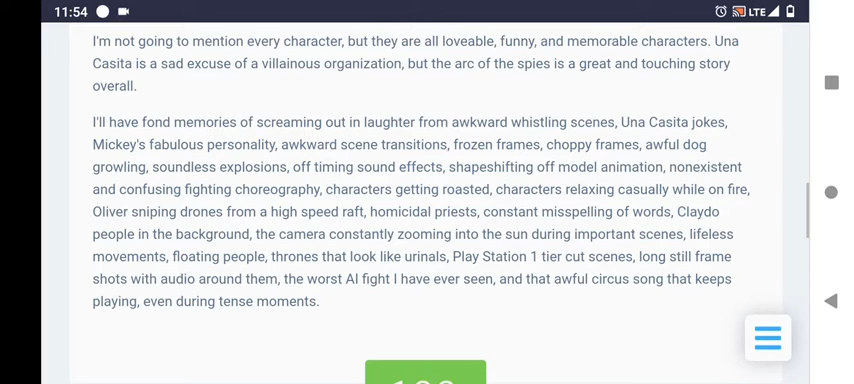 11:54
LTE
I'm not going to mention every character, but they are all loveable, funny, and memorable characters. Una
Casita is a sad excuse of a villainous organization, but the arc of the spies is a great and touching story
overall.
I'll have fond memories of screaming out in laughter from awkward whistling scenes, Una Casita jokes,
Mickey's fabulous personality, awkward scene transitions, frozen frames, choppy frames, awful dog
growling, soundless explosions, off timing sound effects, shapeshifting off model animation, nonexistent
and confusing fighting choreography, characters getting roasted, characters relaxing casually while on fire,
Oliver sniping drones from a high speed raft, homicidal priests, constant misspelling of words, Claydo
people in the background, the camera constantly zooming into the sun during important scenes, lifeless
movements, floating people, thrones that look like urinals, Play Station 1 tier cut scenes, long still frame
shots with audio around them, the worst AI fight I have ever seen, and that awful circus song that keeps
playing, even during tense moments.